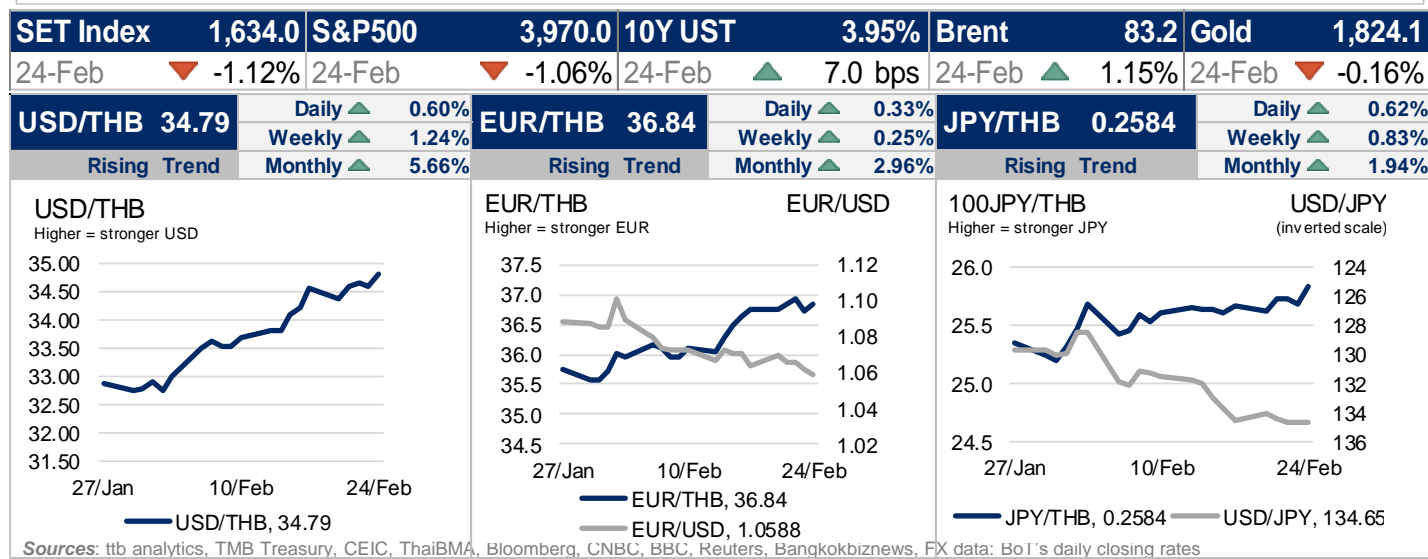 SET Index 1,634.0 S&P500 3,970.0 10Y UST 3.95% Brent 83.2 Gold 1,824.1
24-Feb -1.12% 24-Feb -1.06% 24-Feb 7.0 bps 24-Feb 1.15% 24-Feb -0.16%
USD/THB 34.79
Daily 0.60%
Weekly 1.24%
Rising Trend Monthly 5.66%
EUR/THB 36.84
Daily 0.33%
Weekly 0.25%
Rising Trend Monthly 2.96%
JPY/THB 0.2584
Daily 0.62%
Weekly 0.83%
Rising Trend Monthly 1.94%
USD/THB
Higher = stronger USD
35.00
34.50
34.00
33.50
33.00
32.50
32.00
31.50
27/Jan 10/Feb 24/Feb
USD/THB, 34.79
EUR/THB EUR/USD
Higher = stronger EUR
37.5 1.12
37.0 1.10
36.5 1.08
36.0
35.5 1.06
35.0 1.04
34.5 1.02
27/Jan 10/Feb 24/Feb
EUR/THB, 36.84
EUR/USD, 1.0588
100JPY/THB USD/JPY
Higher = stronger JPY (inverted scale)
26.0 124
126
25.5 128
130
25.0 132
134
24.5 136
27/Jan 10/Feb 24/Feb
JPY/THB, 0.2584 USD/JPY, 134.65
Sources: ttb analytics, TMB Treasury, CEIC, ThaiBMA, Bloomberg, CNBC, BBC, Reuters, Bangkokbiznews, FX data: BoT's daily closing rates